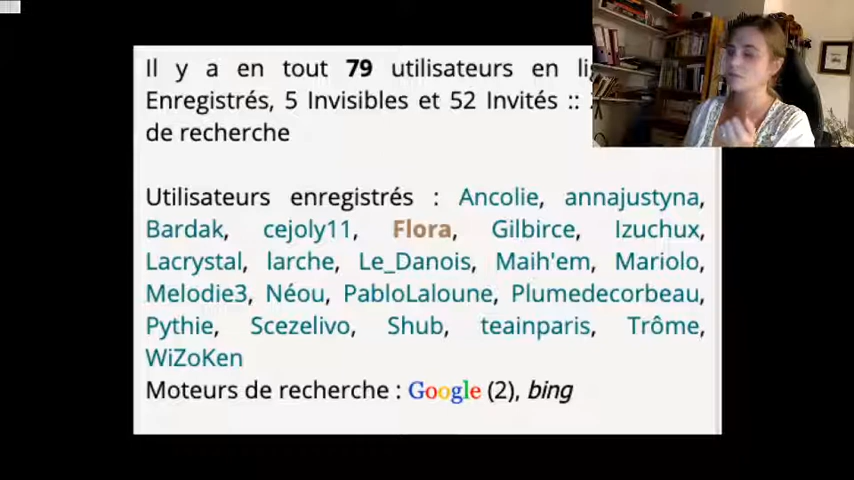 Il y a en tout 79 utilisateurs en
Enregistrés, 5 Invisibles et 52 Invités ::
de recherche
Utilisateurs enregistrés : Ancolie, annajustyna,
Bardak, cejoly11, Flora, Gilbirce, Izuchux,
Lacrystal, larche, Le_Danois, Maih'em, Mariolo,
Melodie3, Néou, PabloLaloune, Plumedecorbeau,
Pythie, Scezelivo, Shub, teainparis, Trôme,
WiZoKen
Moteurs de recherche : Google (2), bing